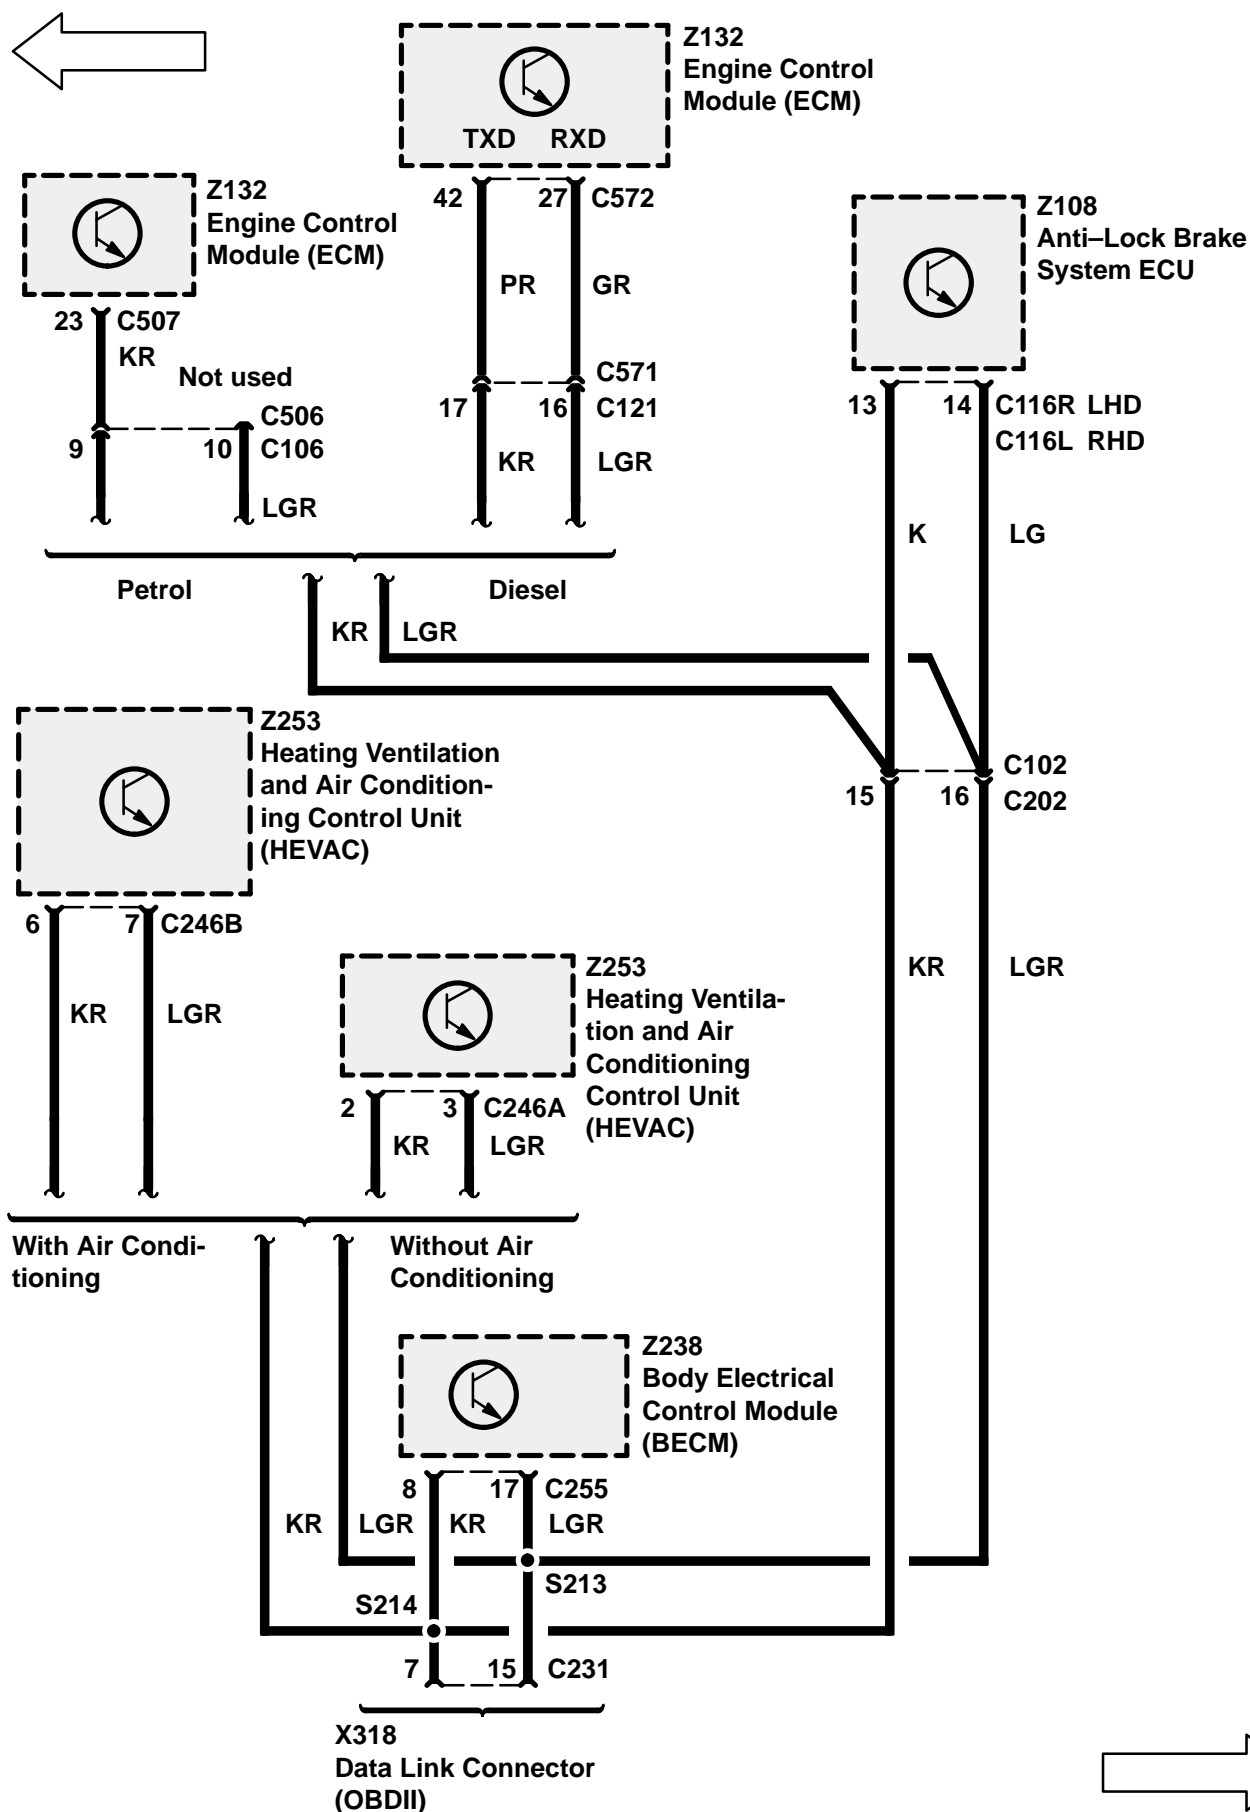 Z132
Engine Control
Module (ECM)
TXD RXD
42 27 C572
PR GR
C571
17 16 C121
KR LGR
Z132
Engine Control
Module (ECM)
23 C507
KR
Not used
C506
9 10 C106
LGR
Petrol Diesel
KR LGR
Z108
Anti–Lock Brake
System ECU
13 14 C116R LHD
C116L RHD
K LG
C102
15 16 C202
KR LGR
Z253
Heating Ventilation
and Air Condition-
ing Control Unit
(HEVAC)
6 7 C246B
KR LGR
Z253
Heating Ventila-
tion and Air
Conditioning
Control Unit
(HEVAC)
2 3 C246A
KR LGR
With Air Condi-
tioning
Without Air
Conditioning
Z238
Body Electrical
Control Module
(BECM)
8 17 C255
KR LGR KR LGR
S213
S214
7 15 C231
X318
Data Link Connector
(OBDII)